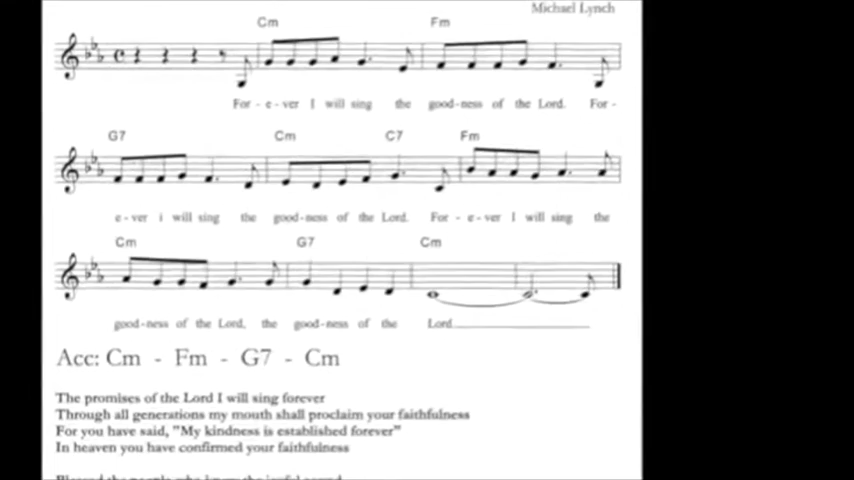 Michael Lynch
Cm Fm
For - e - ver I will sing the good-ness of the Lord. For -
G7 Cm C7 Fm
e - ver i will sing the good-ness of the Lord. For - e - ver I will sing the
Cm G7 Cm
good-ness of the Lord, the good-ness of the Lord
Acc: Cm - Fm - G7 - Cm
The promises of the Lord I will sing forever
Through all generations my mouth shall proclaim your faithfulness
For you have said, "My kindness is established forever"
In heaven you have confirmed your faithfulness